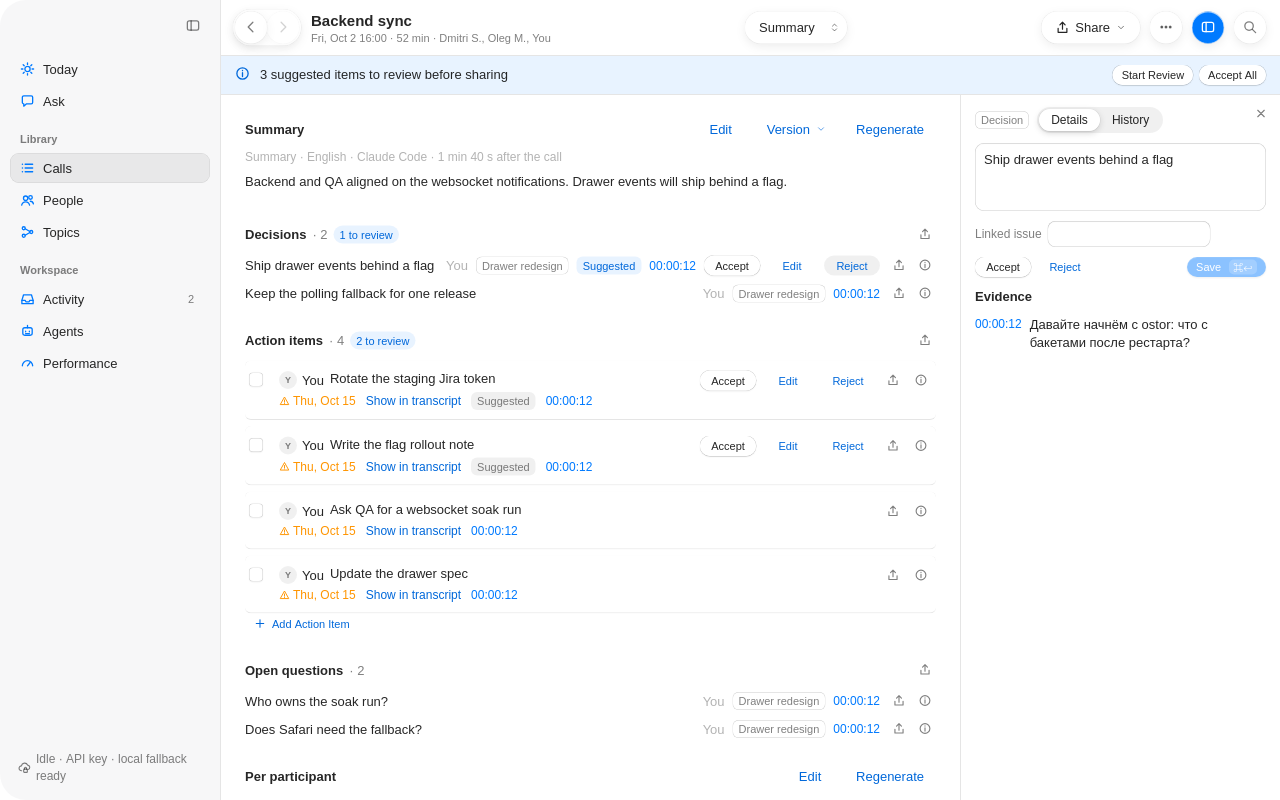 Backend sync
Fri, Oct 2 16:00 · 52 min · Dmitri S., Oleg M., You
Summary
Share
Today
Ask
Library
Calls
People
Topics
Workspace
Activity 2
Agents
Performance
Idle · API key · local fallback
ready
3 suggested items to review before sharing
Start Review
Accept All
Summary
Edit
Version
Regenerate
Summary · English · Claude Code · 1 min 40 s after the call
Backend and QA aligned on the websocket notifications. Drawer events will ship behind a flag.
Decisions · 2 1 to review
Ship drawer events behind a flag You Drawer redesign Suggested 00:00:12 Accept Edit Reject
Keep the polling fallback for one release You Drawer redesign 00:00:12
Action items · 4 2 to review
Y You Rotate the staging Jira token Accept Edit Reject
Thu, Oct 15 Show in transcript Suggested 00:00:12
Y You Write the flag rollout note Accept Edit Reject
Thu, Oct 15 Show in transcript Suggested 00:00:12
Y You Ask QA for a websocket soak run
Thu, Oct 15 Show in transcript 00:00:12
Y You Update the drawer spec
Thu, Oct 15 Show in transcript 00:00:12
Add Action Item
Open questions · 2
Who owns the soak run? You Drawer redesign 00:00:12
Does Safari need the fallback? You Drawer redesign 00:00:12
Per participant Edit Regenerate
Decision Details History
Ship drawer events behind a flag
Linked issue
Accept Reject Save ⌘↩
Evidence
00:00:12 Давайте начнём с ostor: что с
бакетами после рестарта?